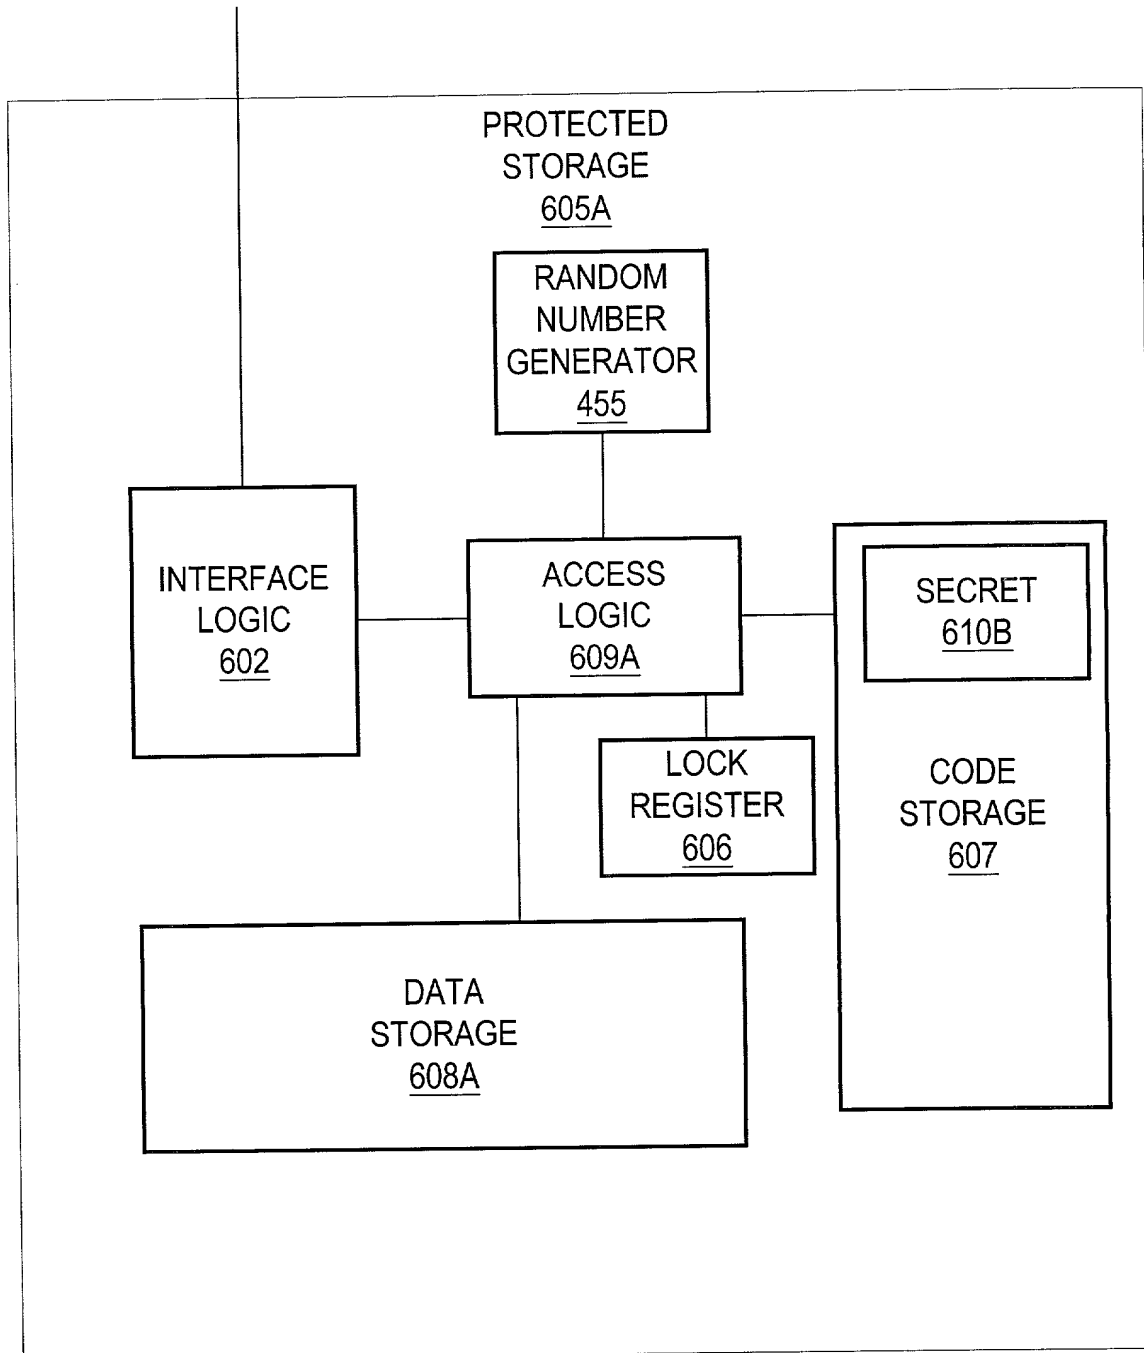 PROTECTED
STORAGE
605A
RANDOM
NUMBER
GENERATOR
455
INTERFACE
LOGIC
602
ACCESS
LOGIC
609A
SECRET
610B
LOCK
REGISTER
606
CODE
STORAGE
607
DATA
STORAGE
608A